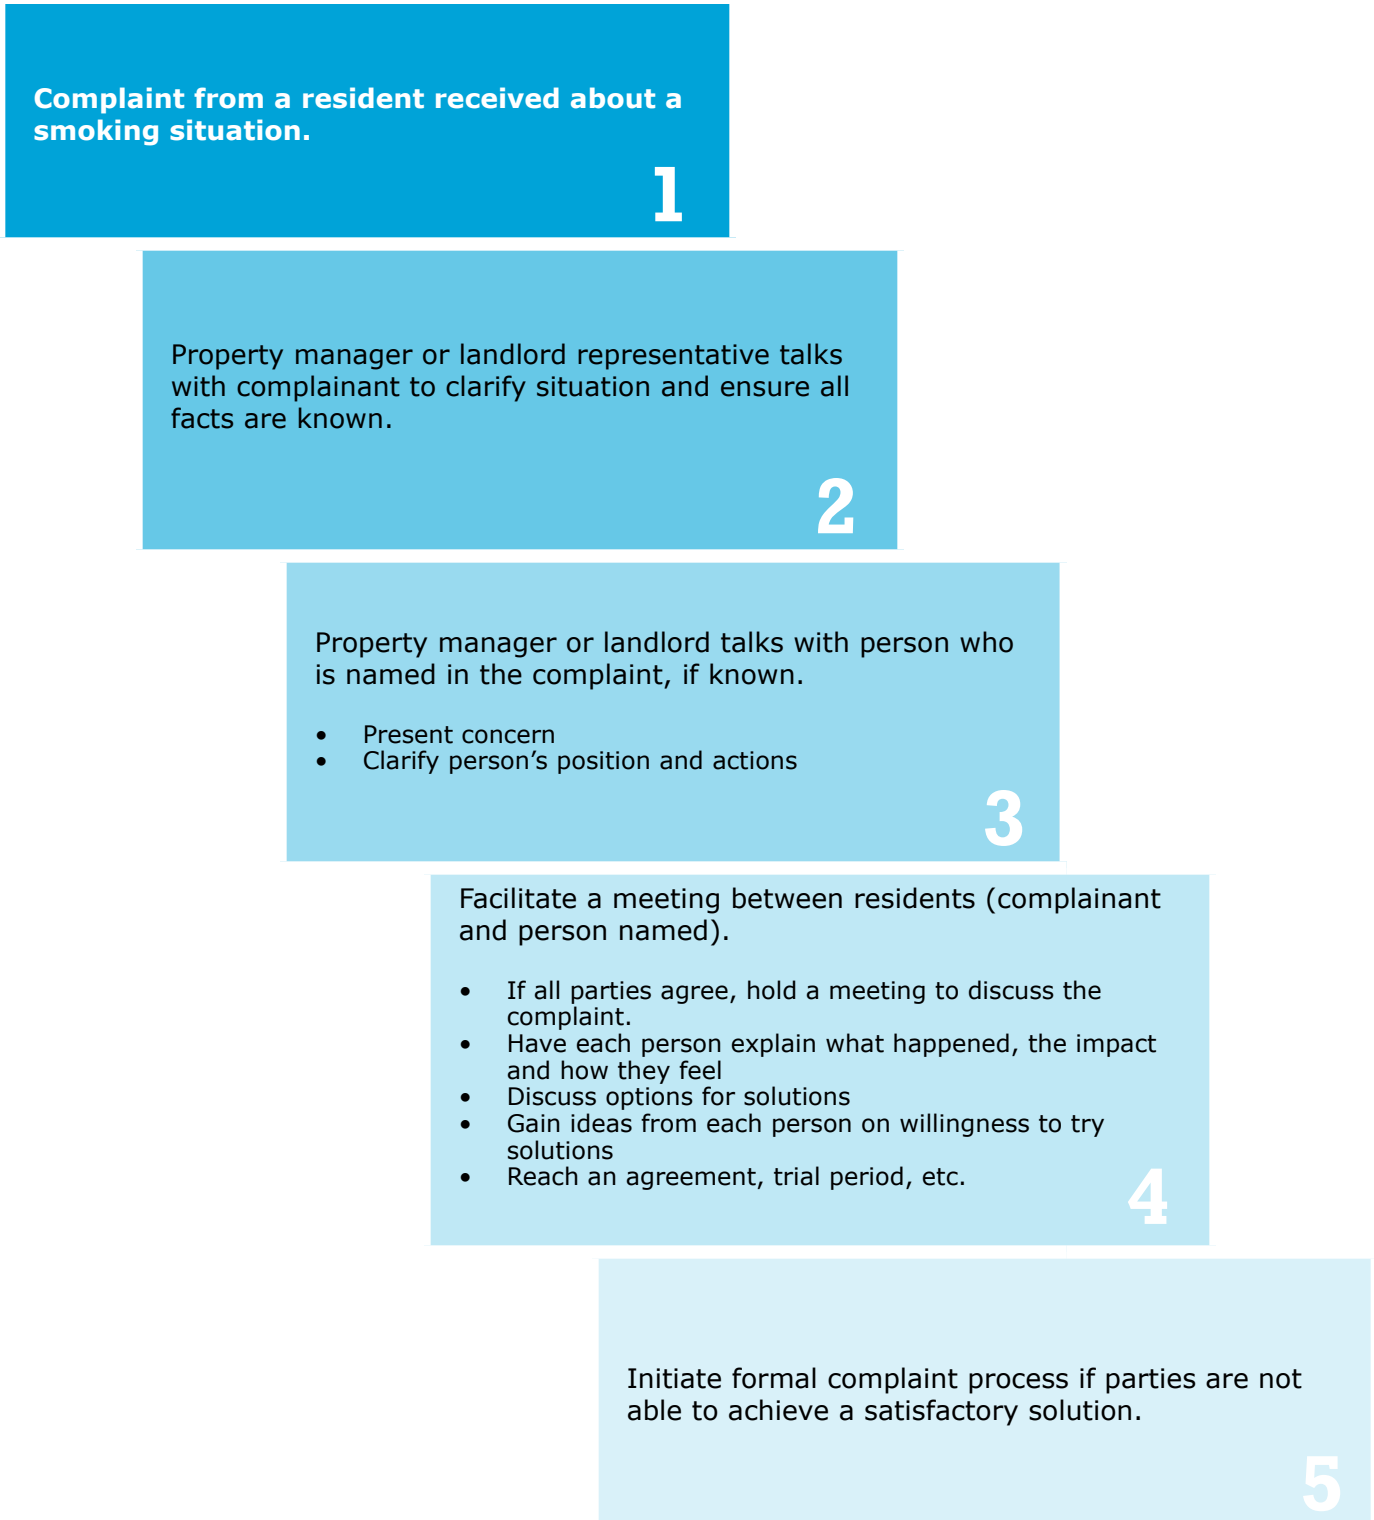 Complaint from a resident received about a
smoking situation.
1
Property manager or landlord representative talks
with complainant to clarify situation and ensure all
facts are known.
2
Property manager or landlord talks with person who
is named in the complaint, if known.
• Present concern
• Clarify person’s position and actions
3
Facilitate a meeting between residents (complainant
and person named).
• If all parties agree, hold a meeting to discuss the
complaint.
• Have each person explain what happened, the impact
and how they feel
• Discuss options for solutions
• Gain ideas from each person on willingness to try
solutions
• Reach an agreement, trial period, etc.
4
Initiate formal complaint process if parties are not
able to achieve a satisfactory solution.
5